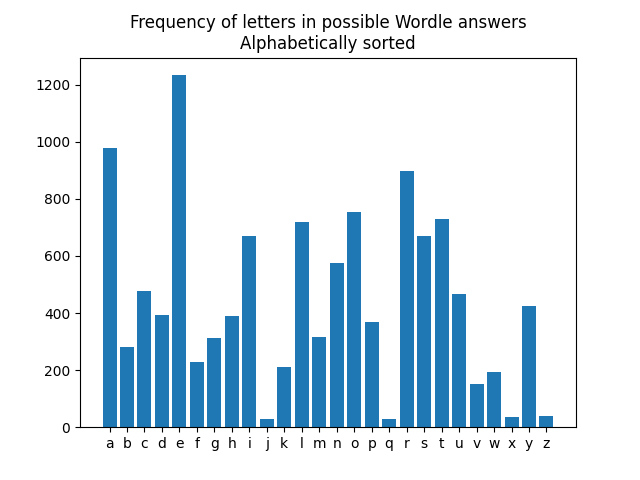 Frequency of letters in possible Wordle answers
Alphabetically sorted
1200
1000
800
600
400
200
0
a b c d e f g h i j k l m n o p q r s t u v w x y z